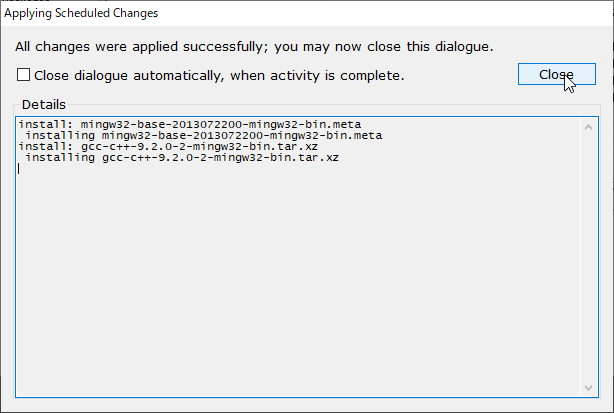 Applying Scheduled Changes
All changes were applied successfully; you may now close this dialogue.
Close dialogue automatically, when activity is complete.
Close
Details
install: mingw32-base-2013072200-mingw32-bin.meta
 installing mingw32-base-2013072200-mingw32-bin.meta
install: gcc-c++-9.2.0-2-mingw32-bin.tar.xz
 installing gcc-c++-9.2.0-2-mingw32-bin.tar.xz